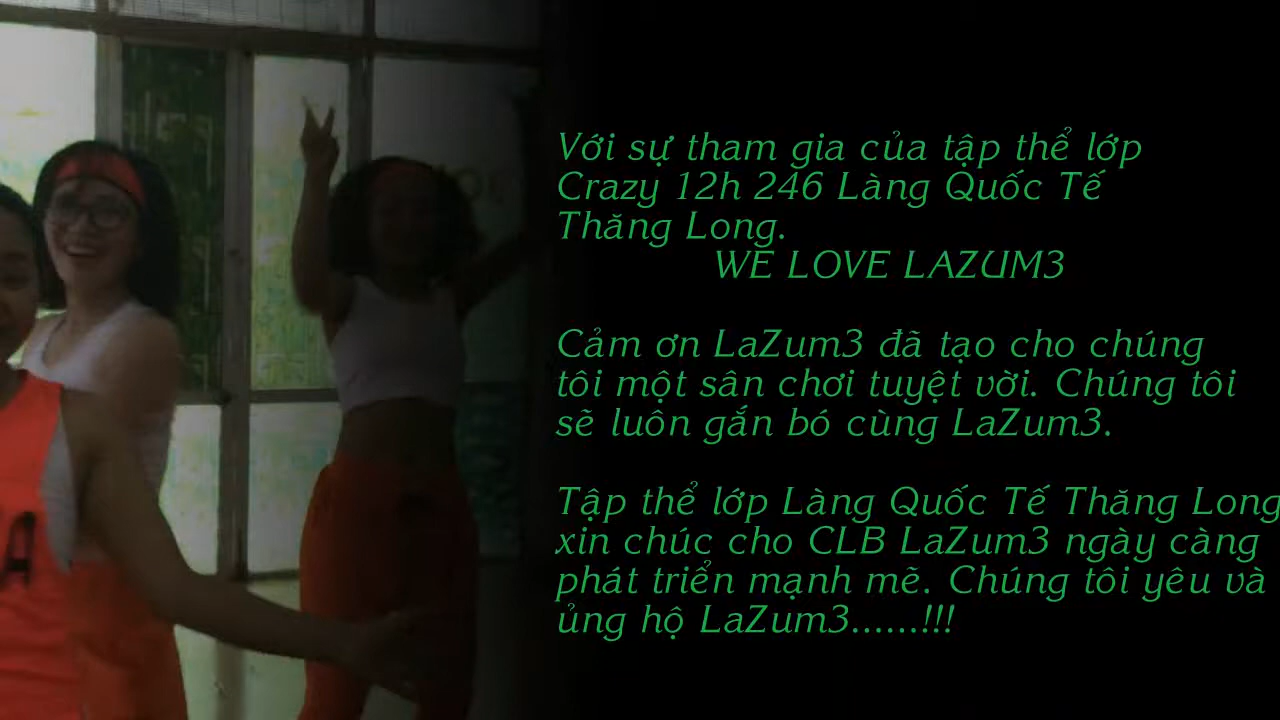 Với sự tham gia của tập thể lớp
Crazy 12h 246 Làng Quốc Tế
Thăng Long.
WE LOVE LAZUM3
Cảm ơn LaZum3 đã tạo cho chúng
tôi một sân chơi tuyệt vời. Chúng tôi
sẽ luôn gắn bó cùng LaZum3.
Tập thể lớp Làng Quốc Tế Thăng Long
xin chúc cho CLB LaZum3 ngày càng
phát triển mạnh mẽ. Chúng tôi yêu và
ủng hộ LaZum3......!!!